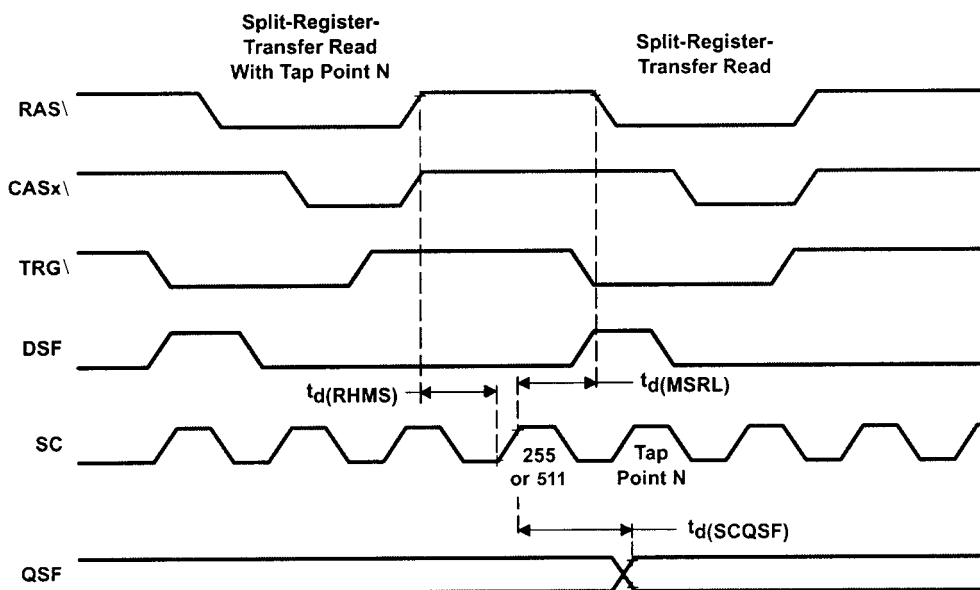 Split-Register-
Transfer Read
With Tap Point N
Split-Register-
Transfer Read
RAS\
CASx\
TRG\
DSF
td(RHMS)
td(MSRL)
SC
255
or 511
Tap
Point N
td(SCQSF)
QSF